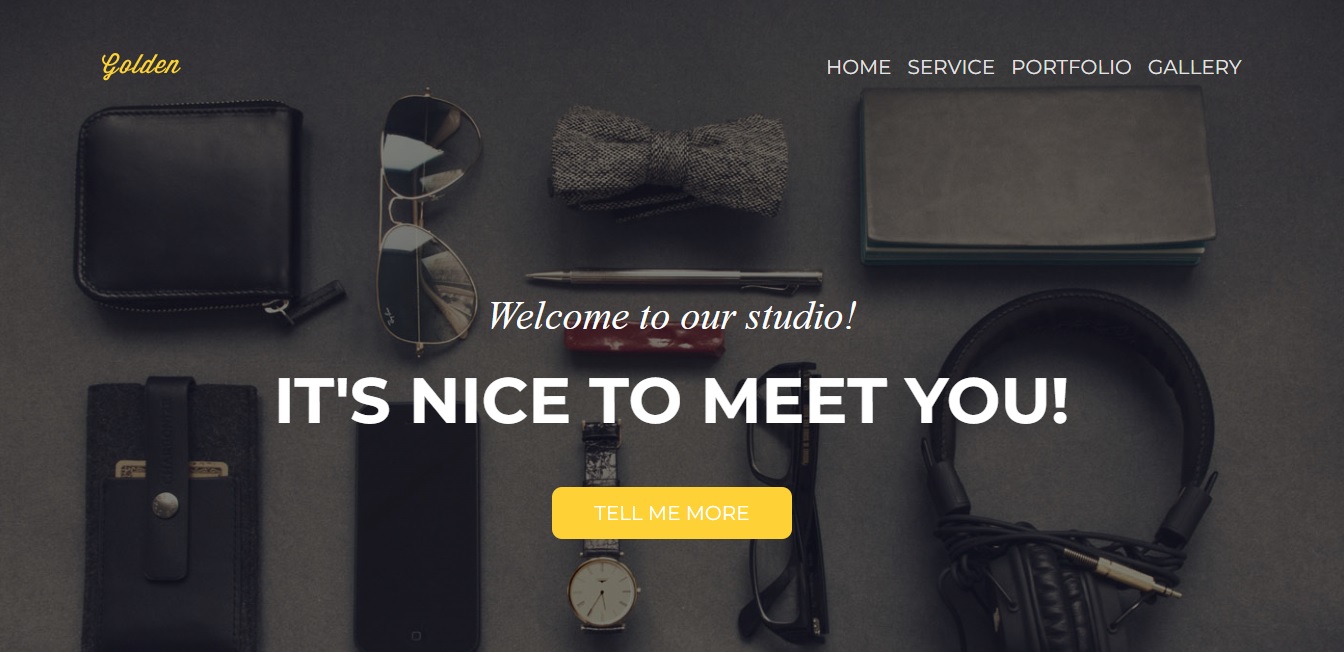 Golden
HOME SERVICE PORTFOLIO GALLERY
Welcome to our studio!
IT'S NICE TO MEET YOU!
TELL ME MORE